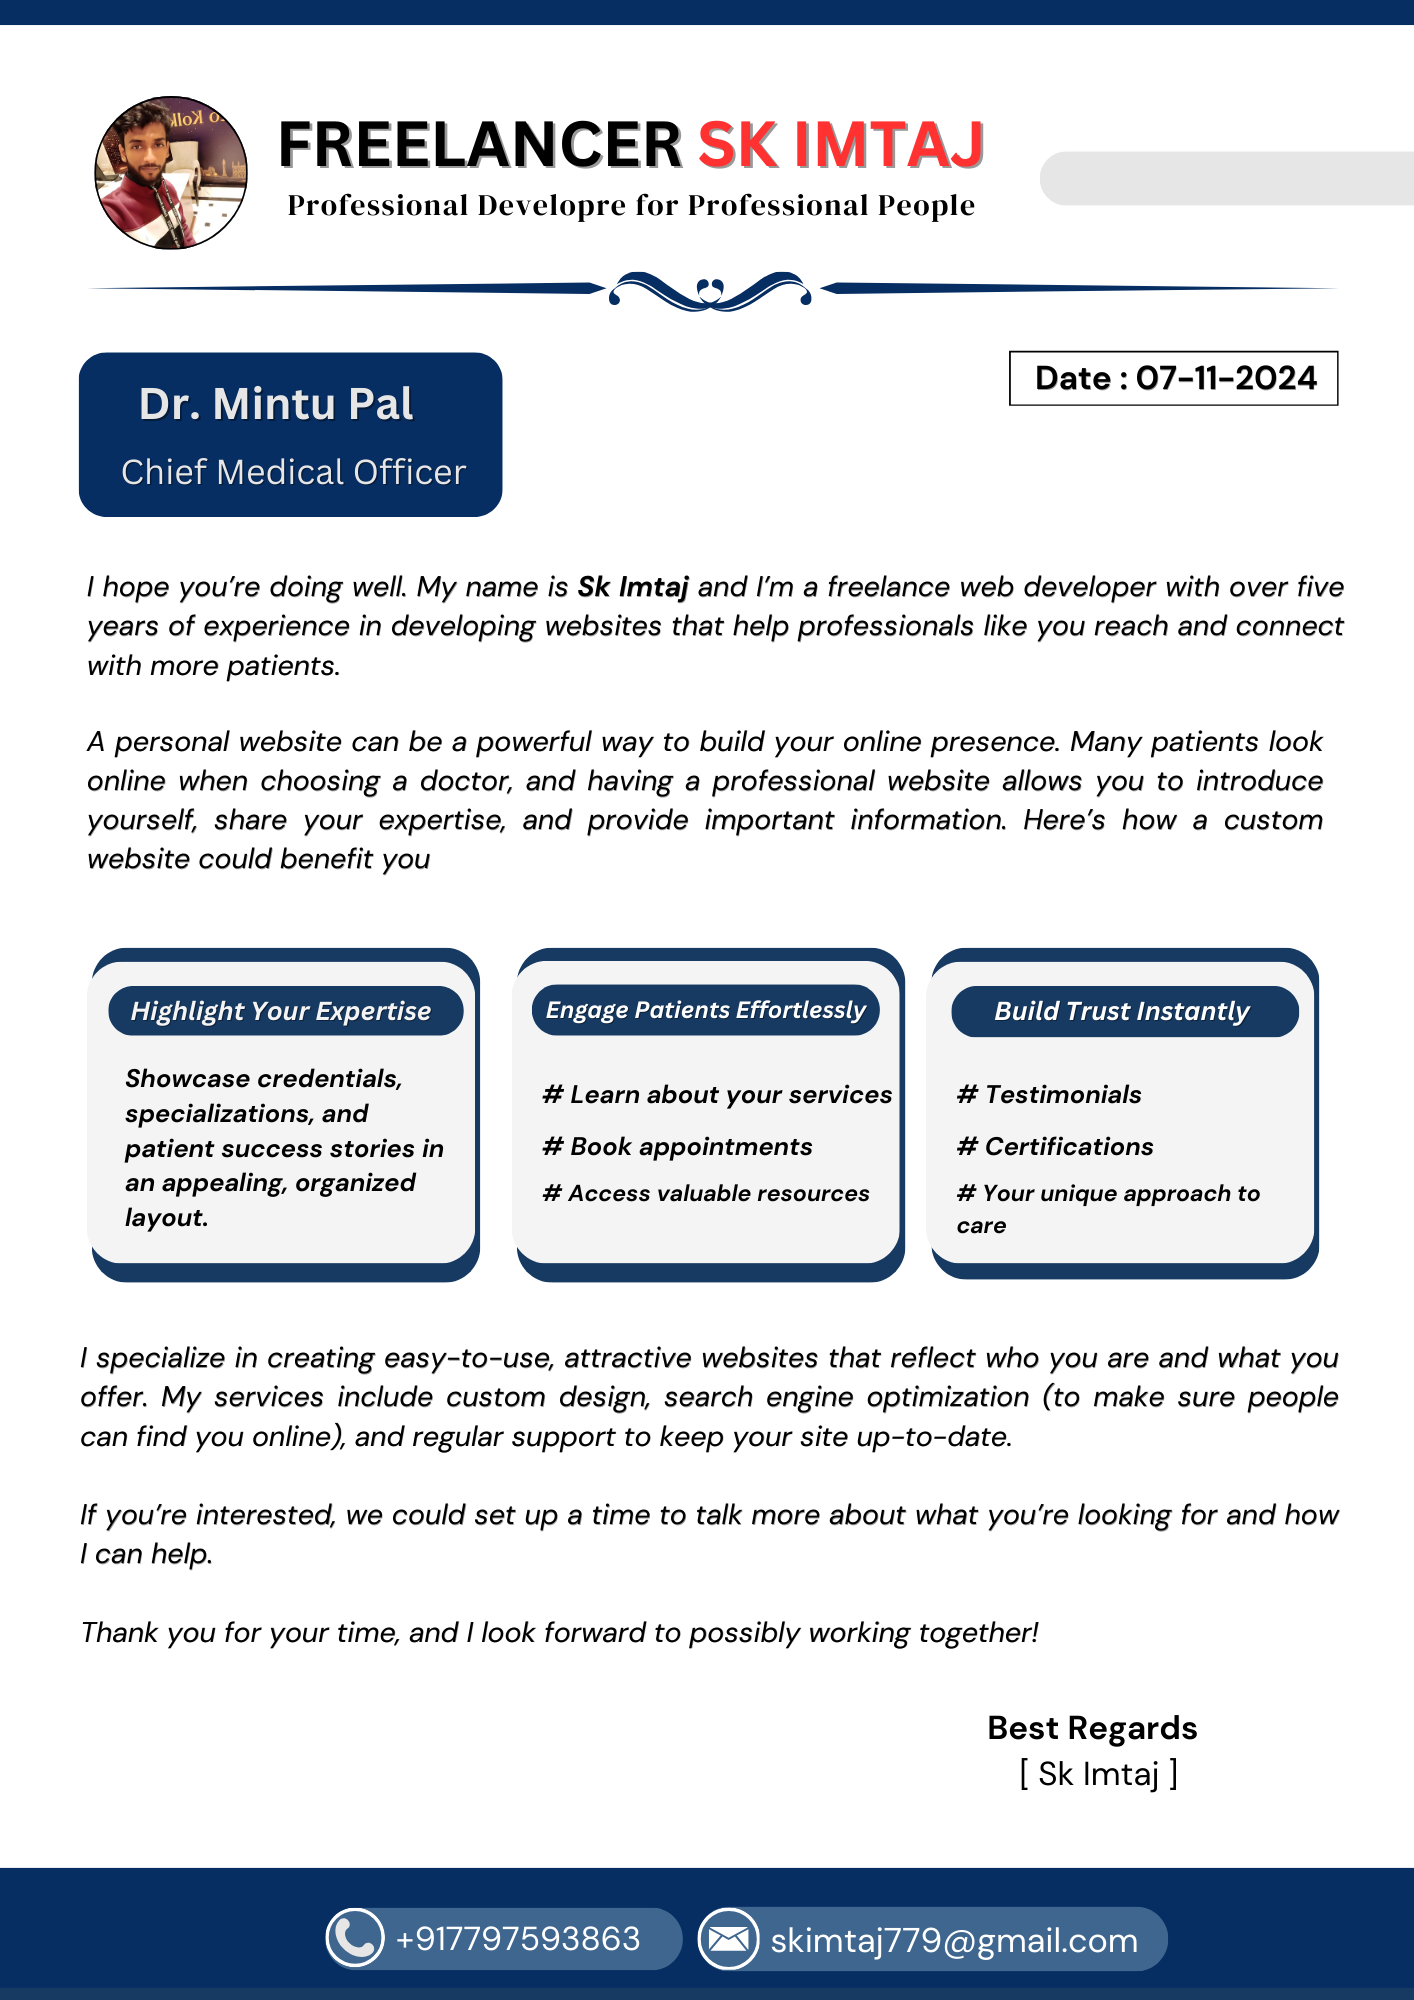 FREELANCER SK IMTAJ
Professional Developre for Professional People
Dr. Mintu Pal
Chief Medical Officer
Date : 07-11-2024
I hope you’re doing well. My name is Sk Imtaj and I’m a freelance web developer with over five
years of experience in developing websites that help professionals like you reach and connect
with more patients.
A personal website can be a powerful way to build your online presence. Many patients look
online when choosing a doctor, and having a professional website allows you to introduce
yourself, share your expertise, and provide important information. Here’s how a custom
website could benefit you
Highlight Your Expertise
Showcase credentials,
specializations, and
patient success stories in
an appealing, organized
layout.
Engage Patients Effortlessly
# Learn about your services
# Book appointments
# Access valuable resources
Build Trust Instantly
# Testimonials
# Certifications
# Your unique approach to
care
I specialize in creating easy-to-use, attractive websites that reflect who you are and what you
offer. My services include custom design, search engine optimization (to make sure people
can find you online), and regular support to keep your site up-to-date.
If you’re interested, we could set up a time to talk more about what you’re looking for and how
I can help.
Thank you for your time, and I look forward to possibly working together!
Best Regards
[ Sk Imtaj ]
+917797593863
skimtaj779@gmail.com